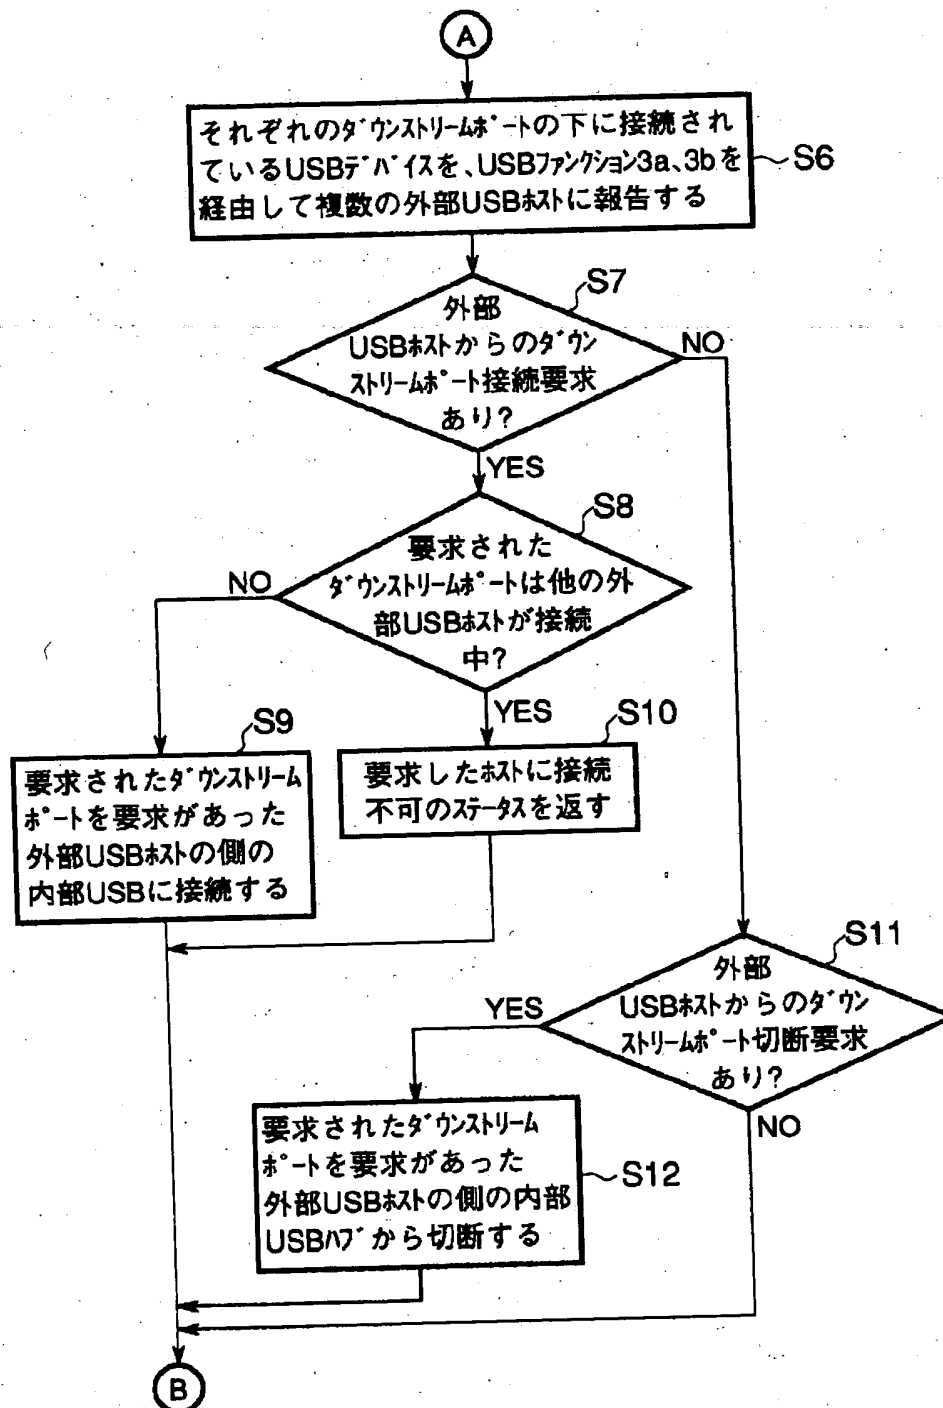 A
それぞれのダウンストリームポートの下に接続され
ているUSBデバイスを、USBファンクション3a、3bを
経由して複数の外部USBホストに報告する
S6
S7
外部
USBホストからのダウン
ストリームポート接続要求
あり?
NO
YES
S8
要求された
ダウンストリームポートは他の外
部USBホストが接続
中?
NO
YES
S9
要求されたダウンストリーム
ポートを要求があった
外部USBホストの側の
内部USBに接続する
S10
要求したホストに接続
不可のステータスを返す
S11
外部
USBホストからのダウン
ストリームポート切断要求
あり?
YES
NO
要求されたダウンストリーム
ポートを要求があった
外部USBホストの側の内部
USBハブから切断する
S12
B